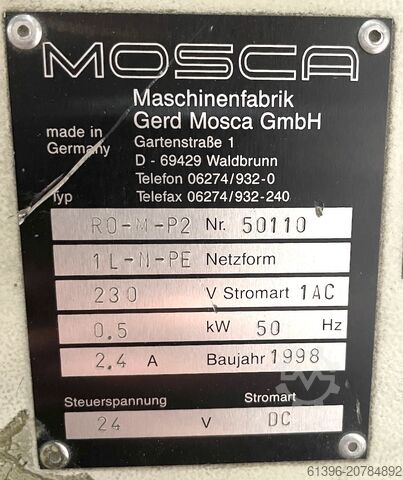 MOSCA
Maschinenfabrik
Gerd Mosca GmbH
made in
Germany
Gartenstraße 1
D - 69429 Waldbrunn
Telefon 06274/932-0
Telefax 06274/932-240
Typ
RO-M-P2 Nr. 50110
1L-N-PE Netzform
230 V Stromart 1AC
0.5 kW 50 Hz
2.4 A Baujahr 1998
Steuerspannung Stromart
24 V DC
61396-20784892